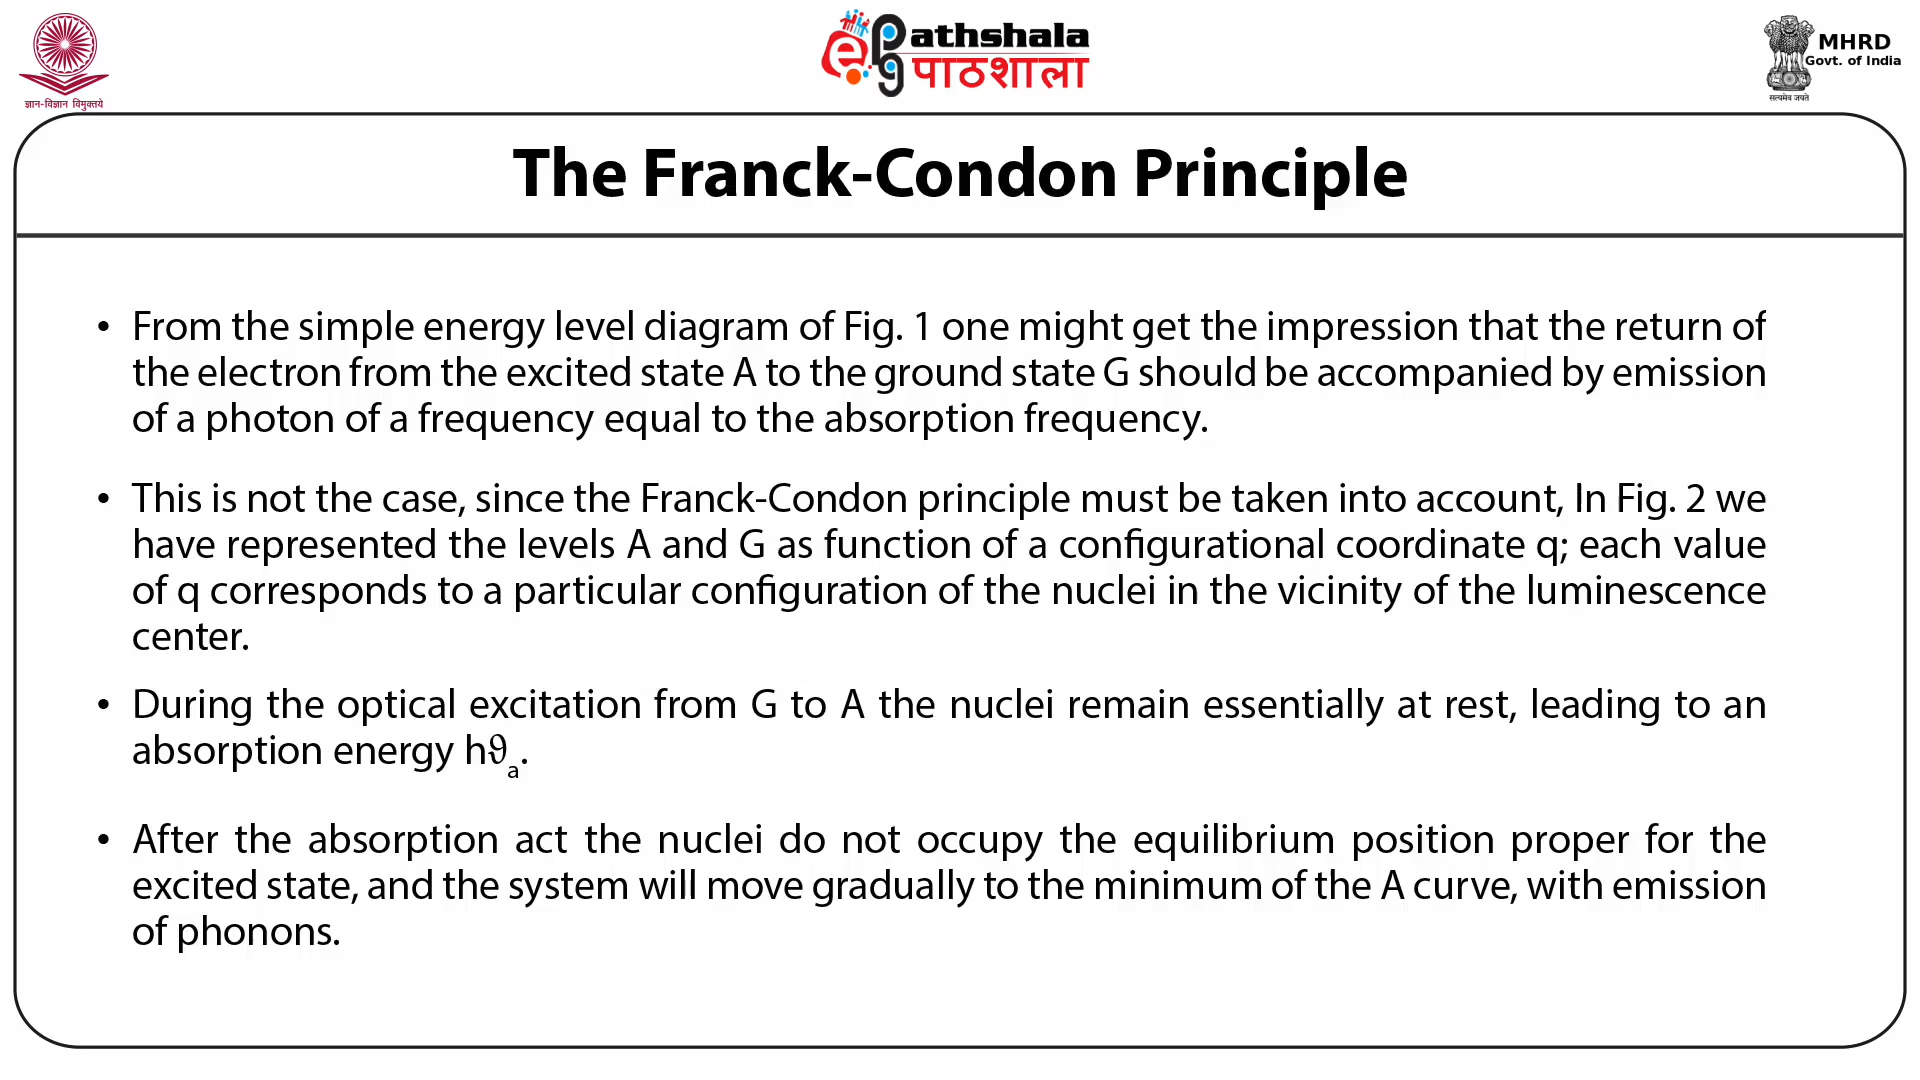 ज्ञान-विज्ञान विमुक्तये
ePathshala
पाठशाला
MHRD
Govt. of India
सत्यमेव जयते
The Franck-Condon Principle
• From the simple energy level diagram of Fig. 1 one might get the impression that the return of
the electron from the excited state A to the ground state G should be accompanied by emission
of a photon of a frequency equal to the absorption frequency.
• This is not the case, since the Franck-Condon principle must be taken into account, In Fig. 2 we
have represented the levels A and G as function of a configurational coordinate q; each value
of q corresponds to a particular configuration of the nuclei in the vicinity of the luminescence
center.
• During the optical excitation from G to A the nuclei remain essentially at rest, leading to an
absorption energy hϑₐ.
• After the absorption act the nuclei do not occupy the equilibrium position proper for the
excited state, and the system will move gradually to the minimum of the A curve, with emission
of phonons.